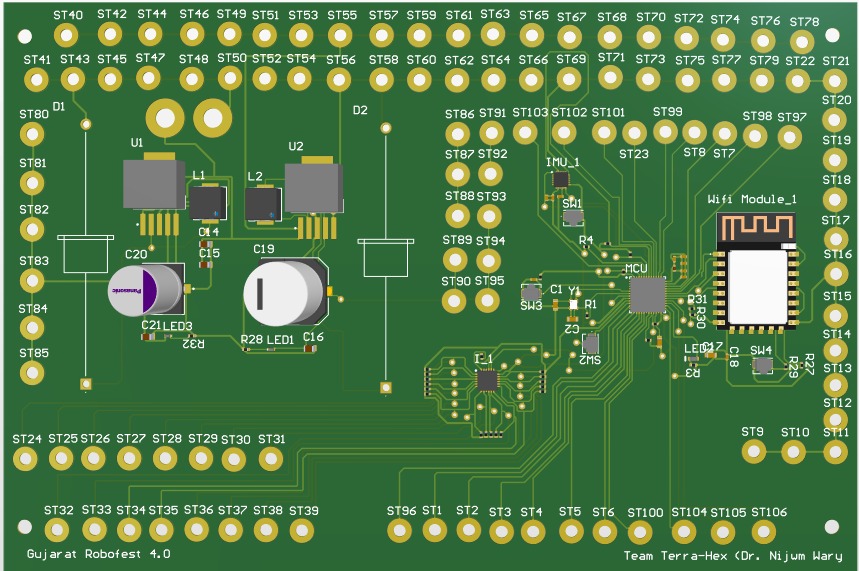 ST40 ST42 ST44 ST46 ST49 ST51 ST53 ST55 ST57 ST59 ST61 ST63 ST65 ST67 ST68 ST70 ST72 ST74 ST76 ST78
ST41 ST43 ST45 ST47 ST48 ST50 ST52 ST54 ST56 ST58 ST60 ST62 ST64 ST66 ST69 ST71 ST73 ST75 ST77 ST79 ST22 ST21
D1 D2
ST80 ST86 ST91 ST103 ST102 ST101 ST23 ST99 ST8 ST7 ST98 ST97 ST20
U1 U2
ST81 L1 L2 ST87 ST92 IMU_1 ST19
ST82 ST88 ST93 SW1 Wifi Module_1 ST18
C14 R4 ST17
ST83 C20 C15 C19 ST89 ST94 MCU ST16
Panasonic
ST84 ST90 ST95 SW3 C1 Y1 R1 R31 R30 ST15
C21 LED3 R32 R28 LED1 C16 C2 SW2 ST14
ST85 LED C17 C18 R3 SW4 R29 R27 ST13
ST12
ST24 ST25 ST26 ST27 ST28 ST29 ST30 ST31 ST9 ST10 ST11
ST32 ST33 ST34 ST35 ST36 ST37 ST38 ST39 ST96 ST1 ST2 ST3 ST4 ST5 ST6 ST100 ST104 ST105 ST106
Gujarat Robofest 4.0 Team Terra-Hex (Dr. Nijwm Wary